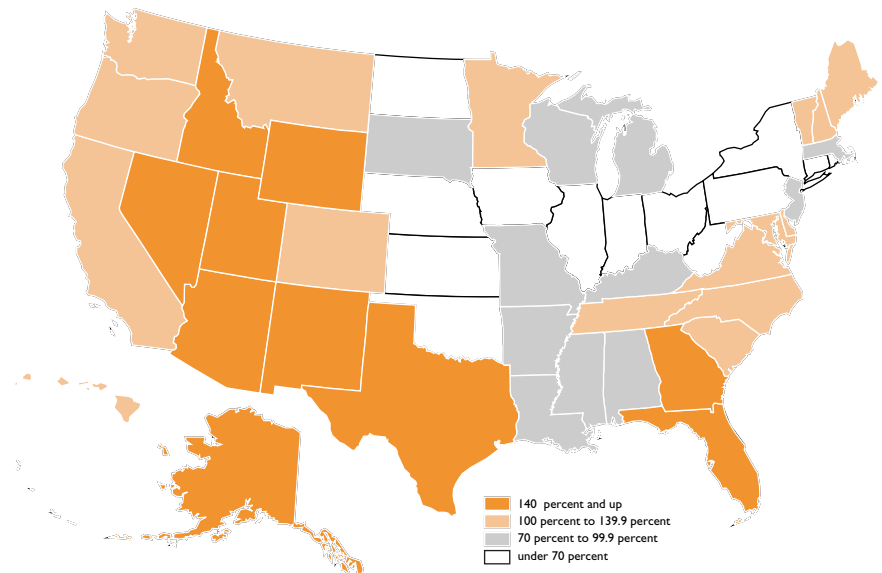 140 percent and up
100 percent to 139.9 percent
70 percent to 99.9 percent
under 70 percent